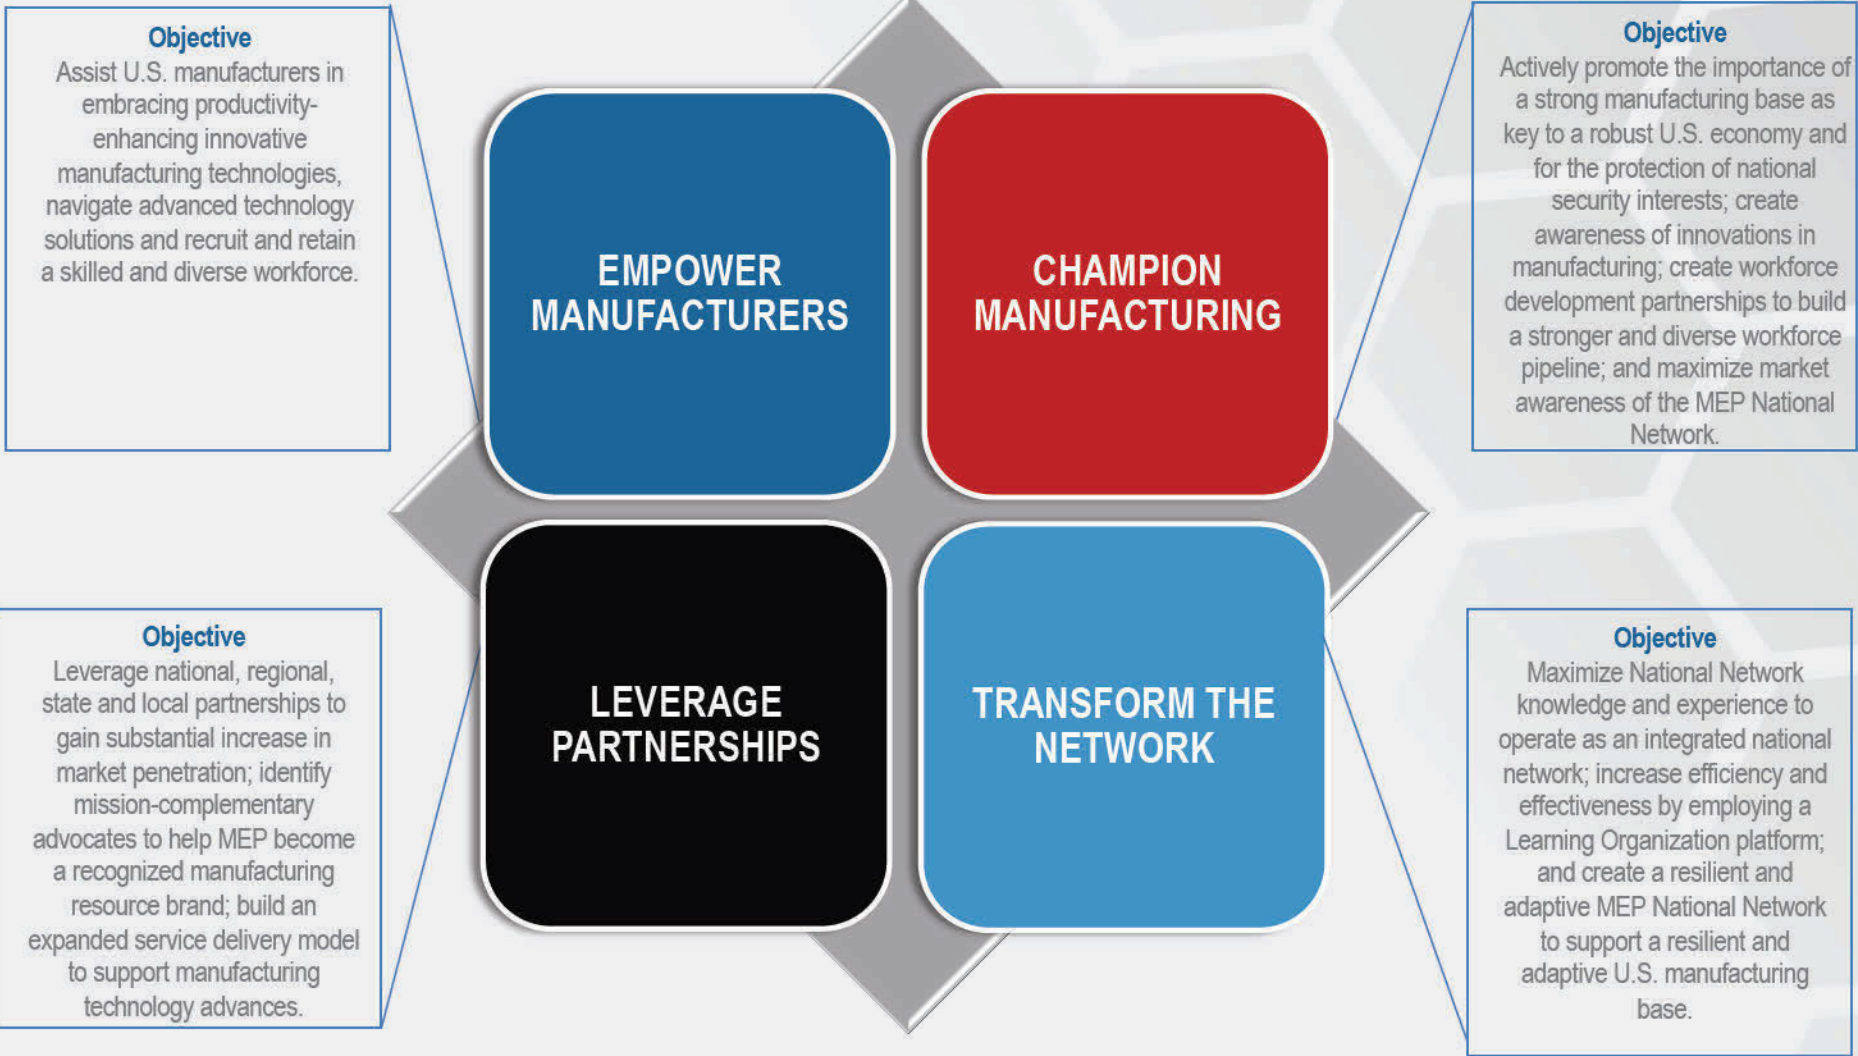 Objective
Assist U.S. manufacturers in
embracing productivity-
enhancing innovative
manufacturing technologies,
navigate advanced technology
solutions and recruit and retain
a skilled and diverse workforce.
EMPOWER
MANUFACTURERS
CHAMPION
MANUFACTURING
Objective
Actively promote the importance of
a strong manufacturing base as
key to a robust U.S. economy and
for the protection of national
security interests; create
awareness of innovations in
manufacturing; create workforce
development partnerships to build
a stronger and diverse workforce
pipeline; and maximize market
awareness of the MEP National
Network.
Objective
Leverage national, regional,
state and local partnerships to
gain substantial increase in
market penetration; identify
mission-complementary
advocates to help MEP become
a recognized manufacturing
resource brand; build an
expanded service delivery model
to support manufacturing
technology advances.
LEVERAGE
PARTNERSHIPS
TRANSFORM THE
NETWORK
Objective
Maximize National Network
knowledge and experience to
operate as an integrated national
network; increase efficiency and
effectiveness by employing a
Learning Organization platform;
and create a resilient and
adaptive MEP National Network
to support a resilient and
adaptive U.S. manufacturing
base.